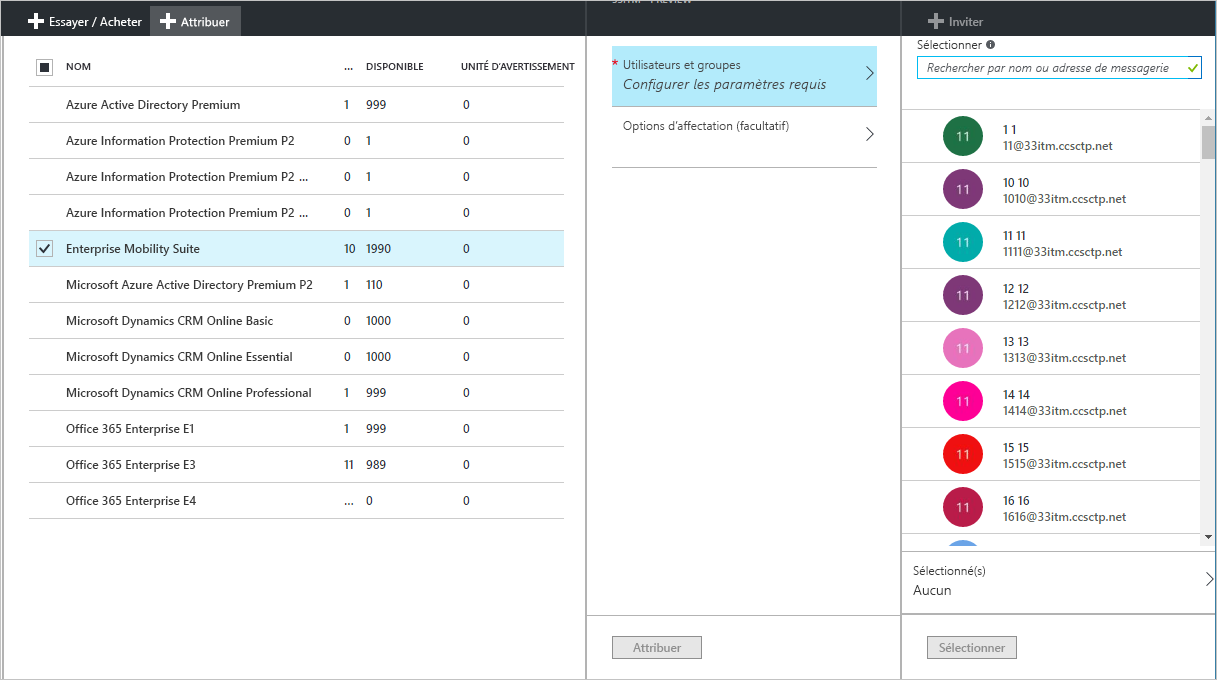 Essayer / Acheter
Attribuer
NOM ... DISPONIBLE UNITÉ D'AVERTISSEMENT
Azure Active Directory Premium 1 999 0
Azure Information Protection Premium P2 0 1 0
Azure Information Protection Premium P2 ... 0 1 0
Azure Information Protection Premium P2 ... 0 1 0
Enterprise Mobility Suite 10 1990 0
Microsoft Azure Active Directory Premium P2 1 110 0
Microsoft Dynamics CRM Online Basic 0 1000 0
Microsoft Dynamics CRM Online Essential 0 1000 0
Microsoft Dynamics CRM Online Professional 1 999 0
Office 365 Enterprise E1 1 999 0
Office 365 Enterprise E3 11 989 0
Office 365 Enterprise E4 ... 0 0
* Utilisateurs et groupes
Configurer les paramètres requis
Options d'affectation (facultatif)
Attribuer
Inviter
Sélectionner
Rechercher par nom ou adresse de messagerie
11
1 1
11@33itm.ccsctp.net
11
10 10
1010@33itm.ccsctp.net
11
11 11
1111@33itm.ccsctp.net
11
12 12
1212@33itm.ccsctp.net
11
13 13
1313@33itm.ccsctp.net
11
14 14
1414@33itm.ccsctp.net
11
15 15
1515@33itm.ccsctp.net
11
16 16
1616@33itm.ccsctp.net
Sélectionné(s)
Aucun
Sélectionner